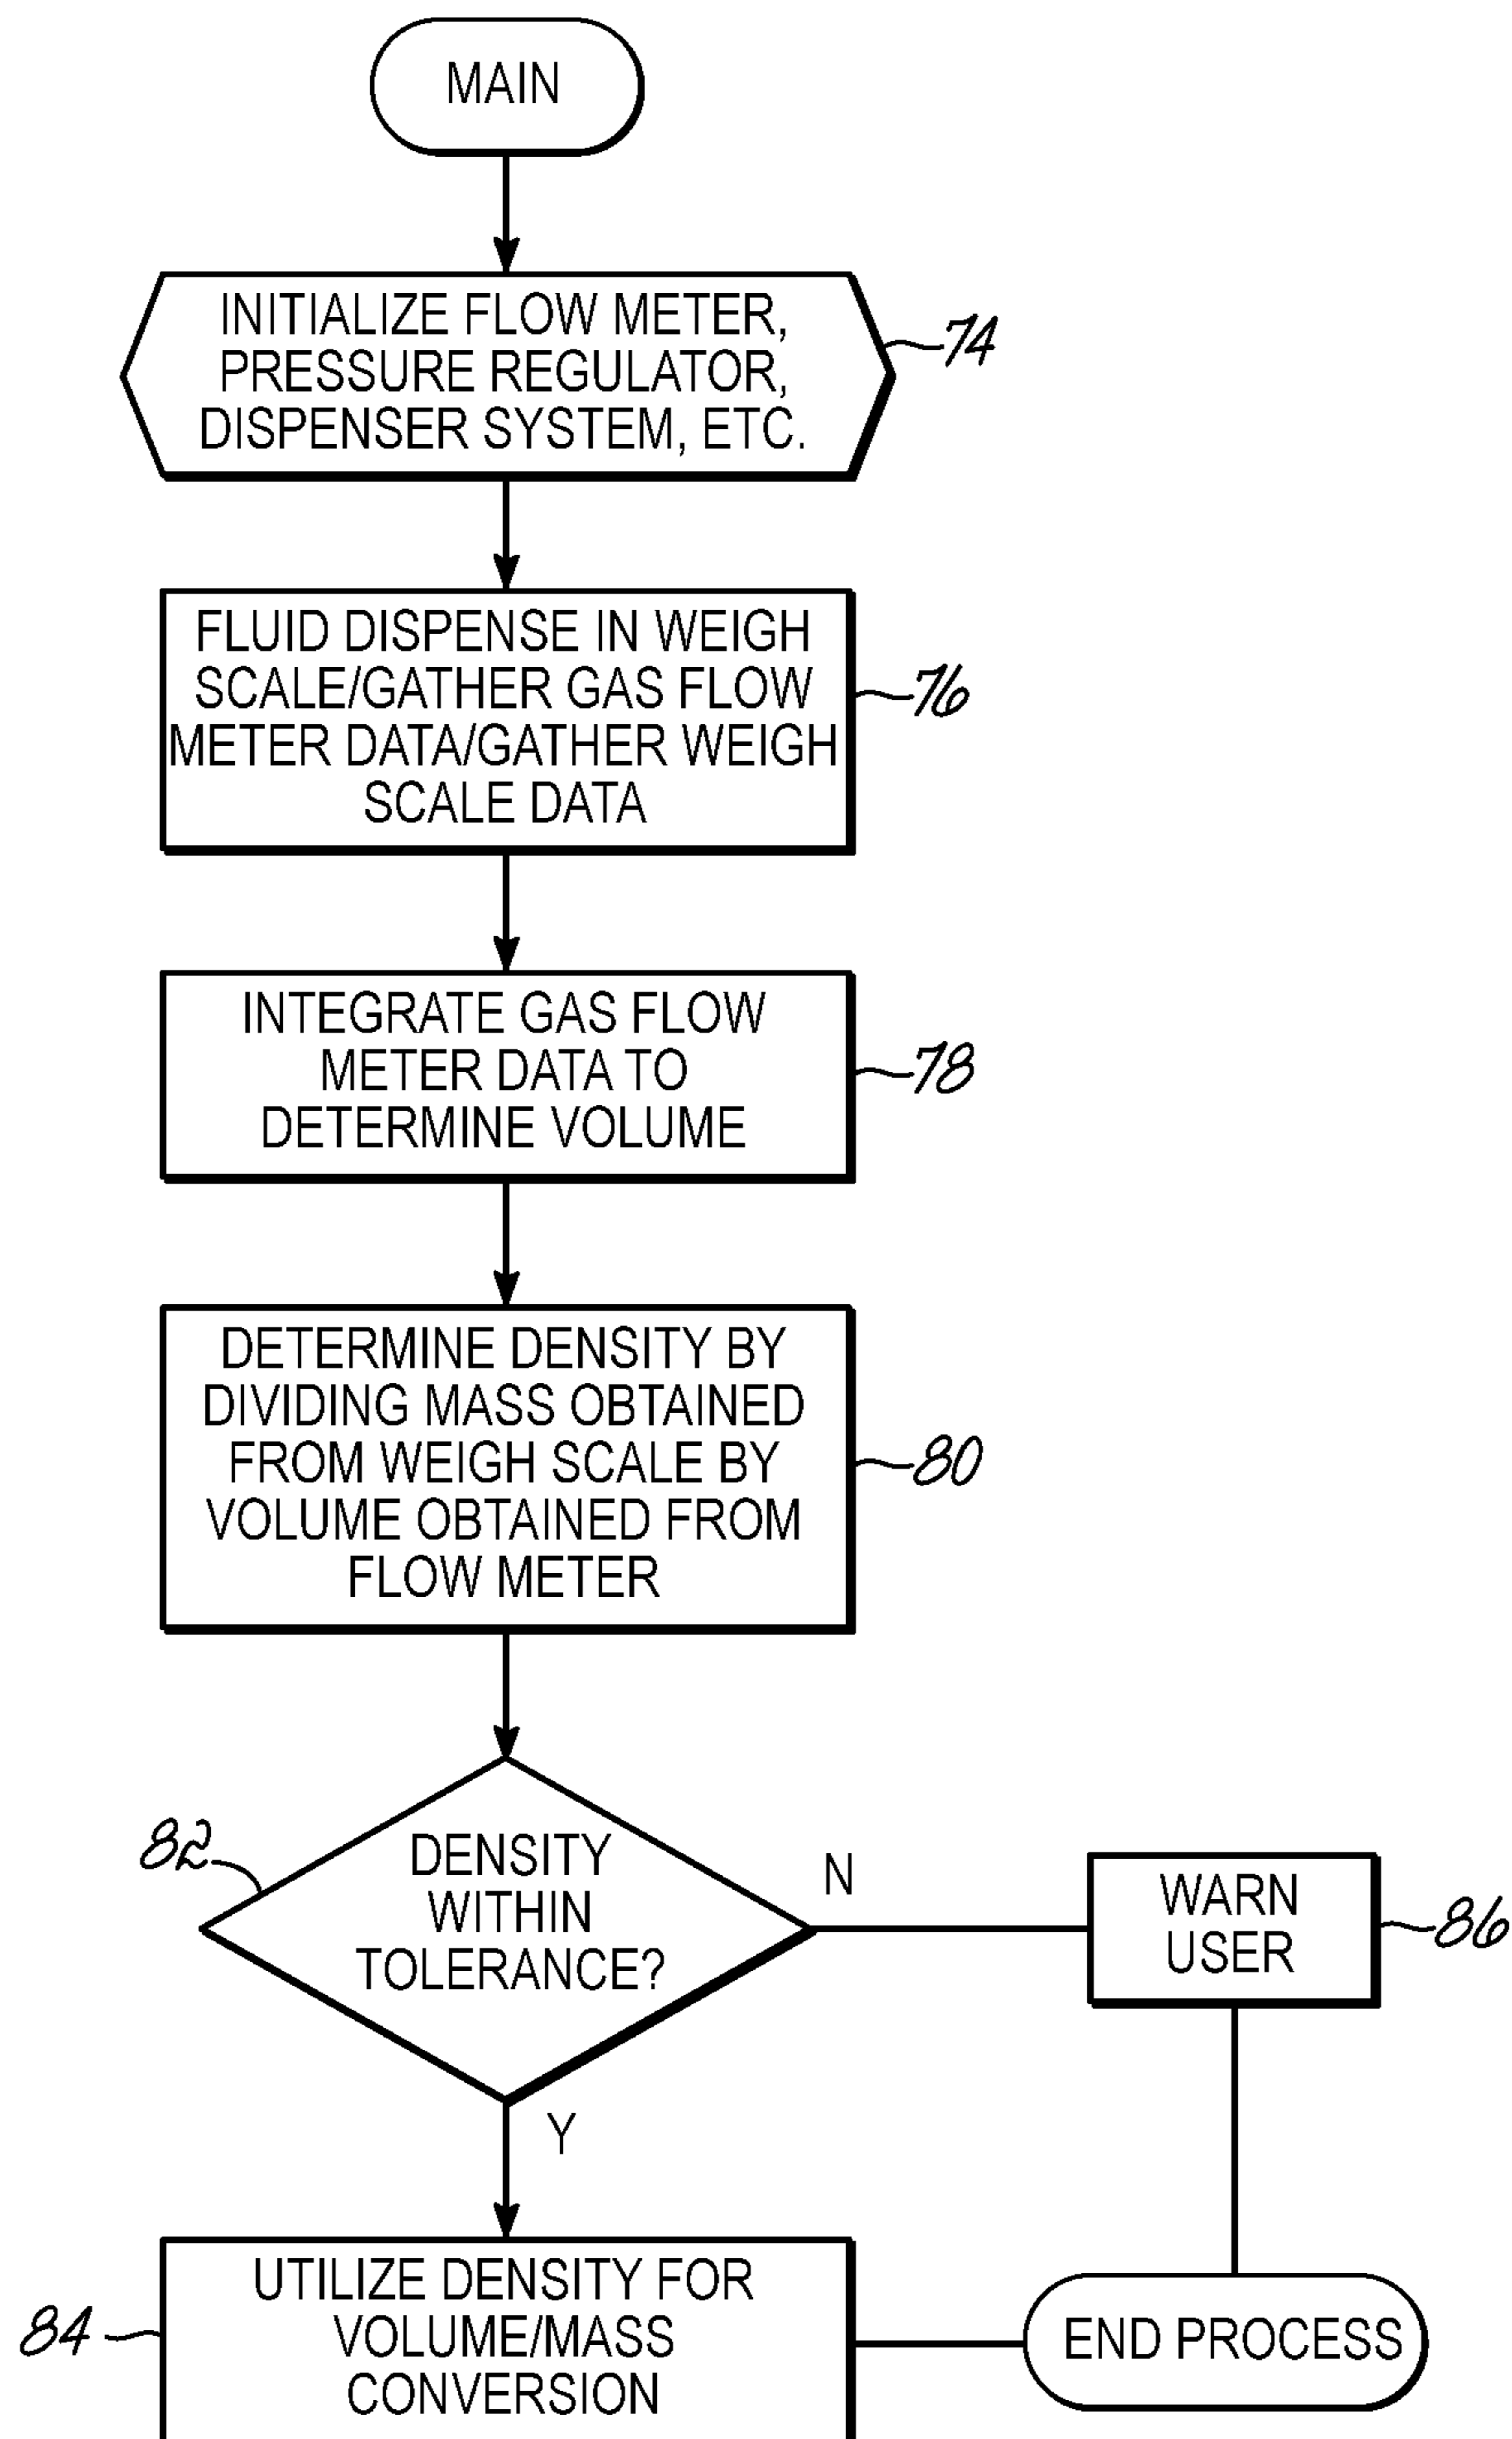 MAIN
INITIALIZE FLOW METER,
PRESSURE REGULATOR,
DISPENSER SYSTEM, ETC.
74
FLUID DISPENSE IN WEIGH
SCALE/GATHER GAS FLOW
METER DATA/GATHER WEIGH
SCALE DATA
76
INTEGRATE GAS FLOW
METER DATA TO
DETERMINE VOLUME
78
DETERMINE DENSITY BY
DIVIDING MASS OBTAINED
FROM WEIGH SCALE BY
VOLUME OBTAINED FROM
FLOW METER
80
82
DENSITY
WITHIN
TOLERANCE?
N
WARN
USER
86
Y
84
UTILIZE DENSITY FOR
VOLUME/MASS
CONVERSION
END PROCESS